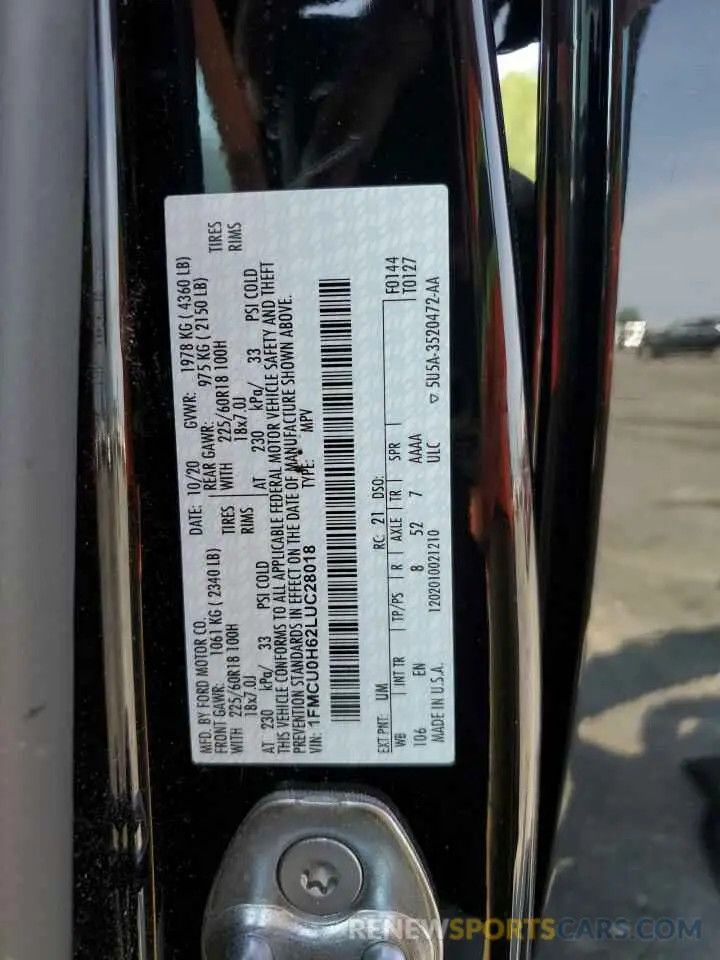 MFD. BY FORD MOTOR CO. DATE: 10/20 GVWR: 1978 KG ( 4360 LB)
FRONT GAWR: 1061 KG ( 2340 LB) REAR GAWR: 975 KG ( 2150 LB)
WITH 225/60R18 100H TIRES WITH 225/60R18 100H TIRES
18x7.0J RIMS 18x7.0J RIMS
AT 230 kPa/ 33 PSI COLD AT 230 kPa/ 33 PSI COLD
THIS VEHICLE CONFORMS TO ALL APPLICABLE FEDERAL MOTOR VEHICLE SAFETY AND THEFT
PREVENTION STANDARDS IN EFFECT ON THE DATE OF MANUFACTURE SHOWN ABOVE.
VIN: 1FMCU0H62LUC28018 TYPE: MPV
EXT PNT: UM RC: 21 DSO: F0144
WB INT TR TP/PS R AXLE TR SPR T0127
106 EN 8 52 7 AAAA
MADE IN U.S.A. 1202010021210 ULC ▽ 5U5A-3520472-AA
RENEWSPORTSCARS.COM